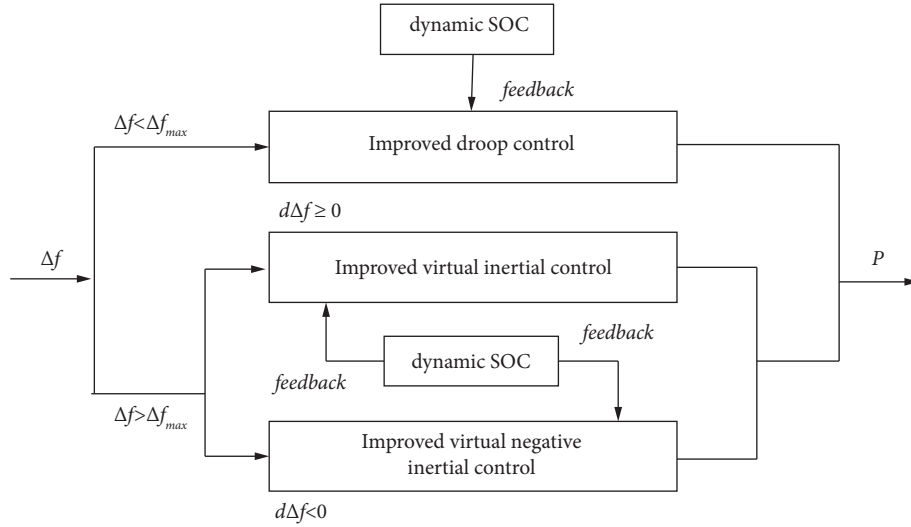 dynamic SOC
feedback
Δf<Δf_max
Improved droop control
dΔf ≥ 0
Δf
Improved virtual inertial control
P
feedback
dynamic SOC
feedback
Δf>Δf_max
Improved virtual negative
inertial control
dΔf<0